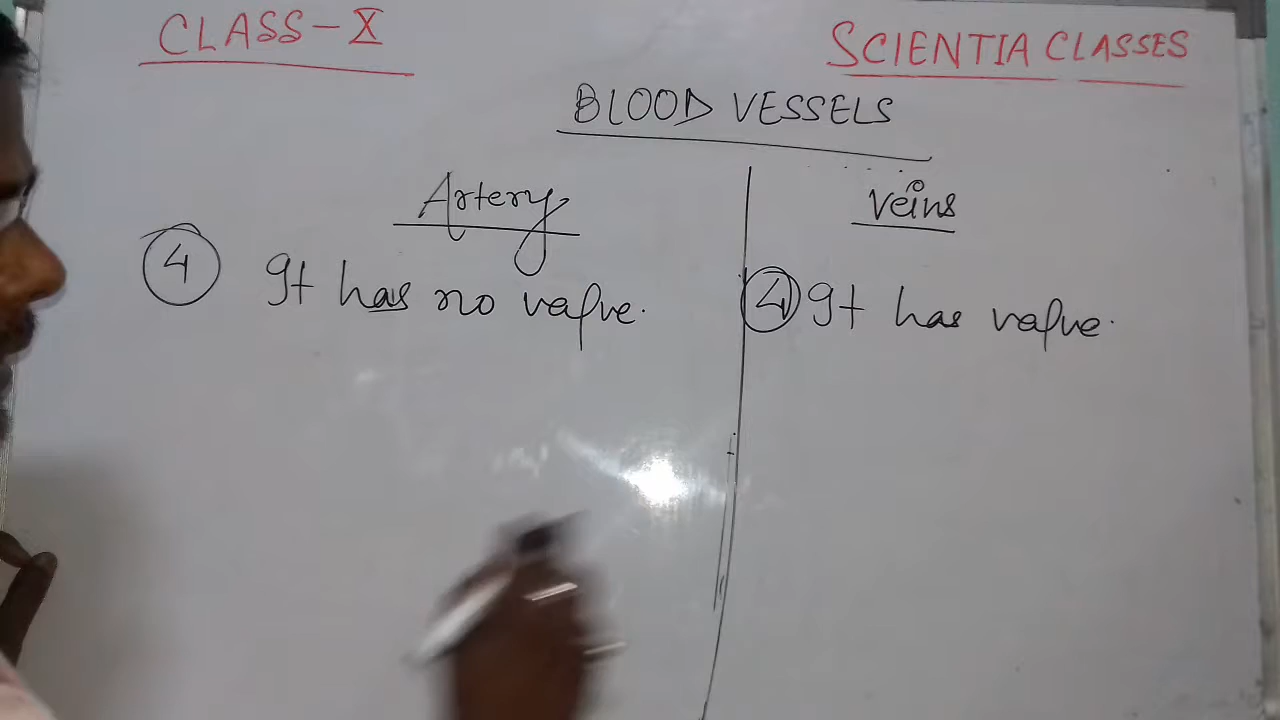 CLASS-X
SCIENTIA CLASSES
BLOOD VESSELS
Artery
Veins
4 It has no valve.
4 It has valve.